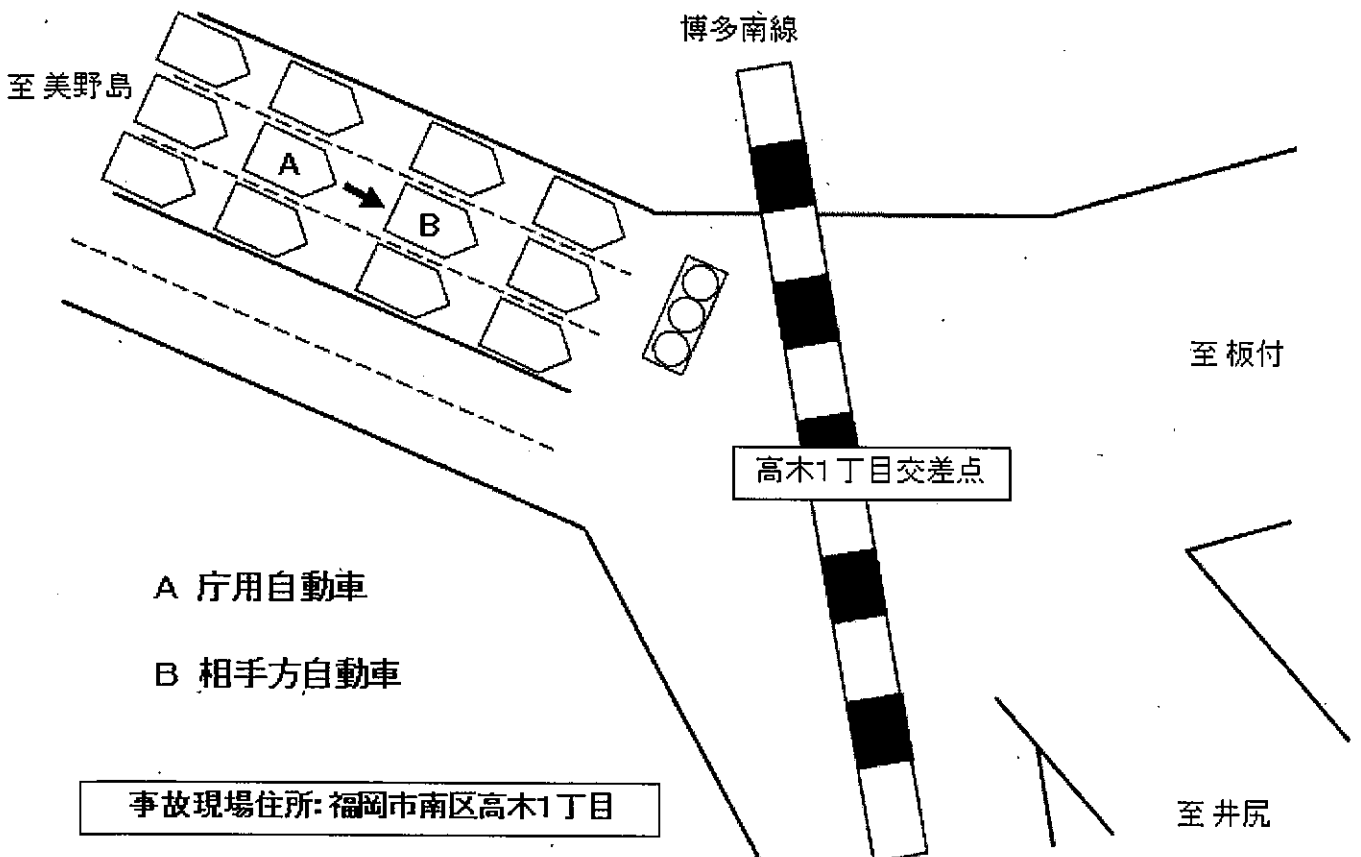 博多南線
至 美野島
A
B
至 板付
高木1丁目交差点
A 庁用自動車
B 相手方自動車
事故現場住所:福岡市南区高木1丁目
至 井尻